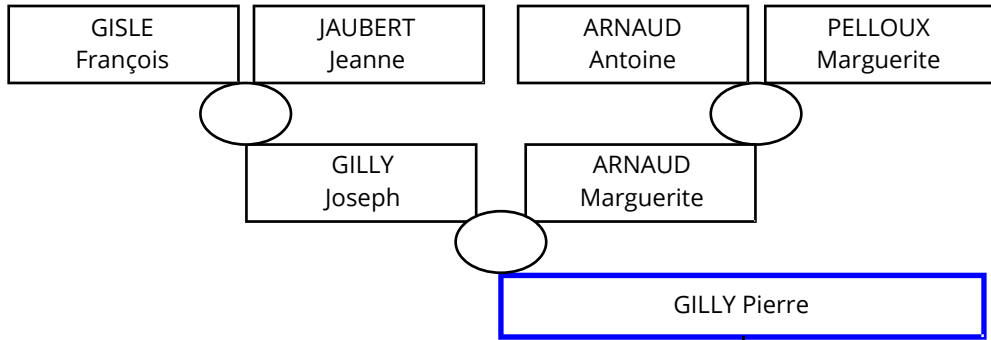 GISLE
François
JAUBERT
Jeanne
ARNAUD
Antoine
PELLOUX
Marguerite
GILLY
Joseph
ARNAUD
Marguerite
GILLY Pierre